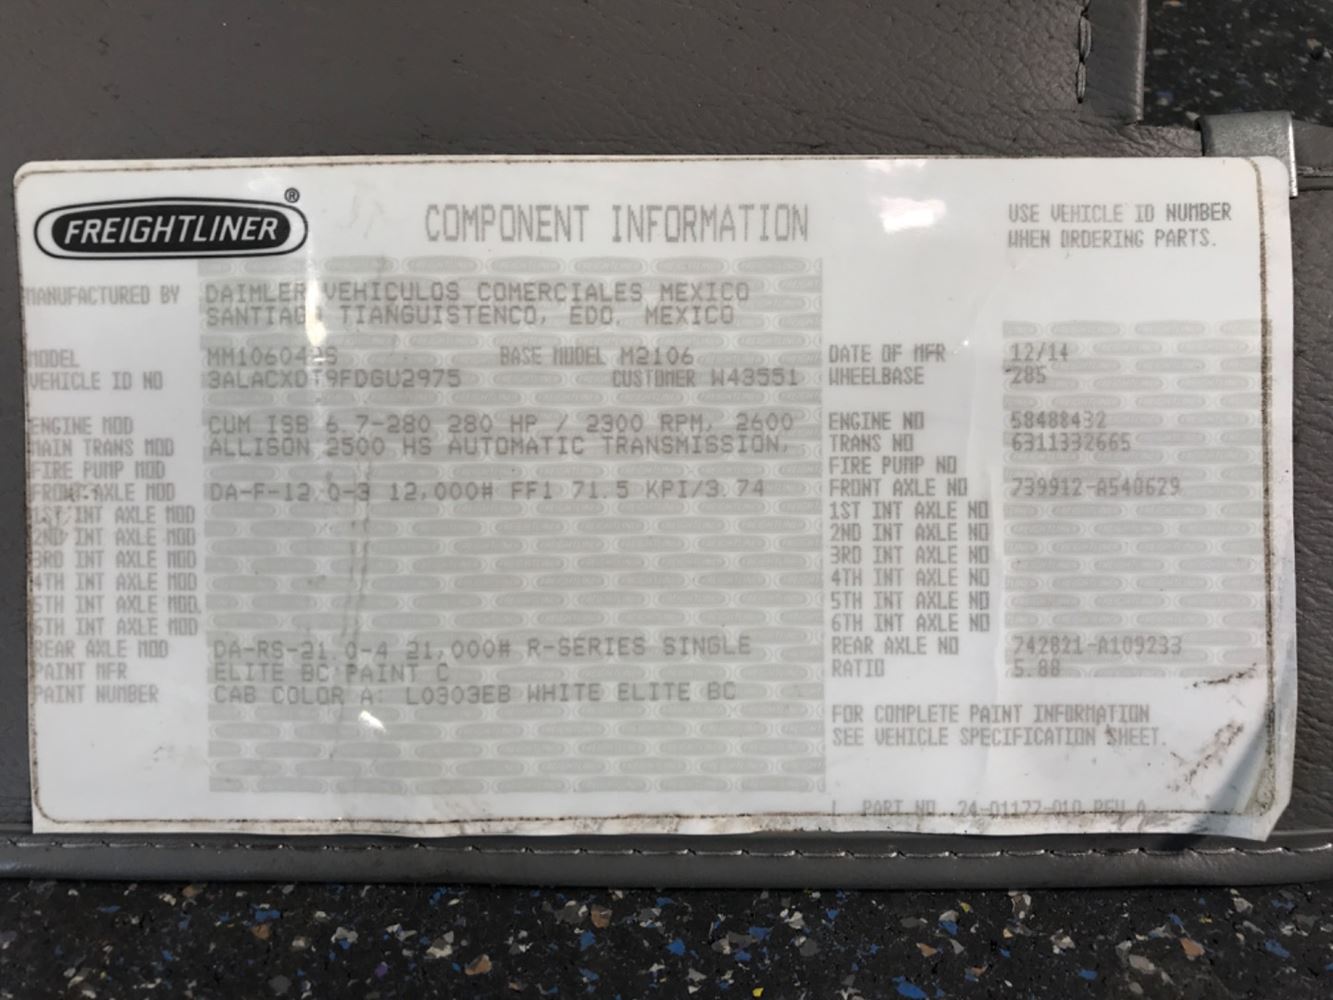 FREIGHTLINER®
COMPONENT INFORMATION
USE VEHICLE ID NUMBER
WHEN ORDERING PARTS.
MANUFACTURED BY DAIMLER VEHICULOS COMERCIALES MEXICO
SANTIAGO TIANGUISTENCO, EDO. MEXICO
MODEL BASE MODEL M2106 DATE OF MFR 12/14
VEHICLE ID NO CUSTOMER W43551 WHEELBASE 285
ENGINE MOD CUM ISB 6.7-280 280 HP / 2300 RPM, 2600 ENGINE NO
MAIN TRANS MOD ALLISON 2500 HS AUTOMATIC TRANSMISSION, TRANS NO 6311332665
FIRE PUMP MOD FIRE PUMP NO
FRONT AXLE MOD DA-F-12.0-3 12,000# FF1 71.5 KPI/3.74 FRONT AXLE NO 739912-A540629
1ST INT AXLE MOD 1ST INT AXLE NO
2ND INT AXLE MOD 2ND INT AXLE NO
3RD INT AXLE MOD 3RD INT AXLE NO
4TH INT AXLE MOD 4TH INT AXLE NO
5TH INT AXLE MOD 5TH INT AXLE NO
6TH INT AXLE MOD 6TH INT AXLE NO
REAR AXLE MOD DA-RS-21.0-4 21,000# R-SERIES SINGLE REAR AXLE NO 742821-A109233
PAINT MFR ELITE BC PAINT C RATIO 5.88
PAINT NUMBER CAB COLOR A: L0303EB WHITE ELITE BC
FOR COMPLETE PAINT INFORMATION
SEE VEHICLE SPECIFICATION SHEET.
PART NO. 24-01177-010 REV A